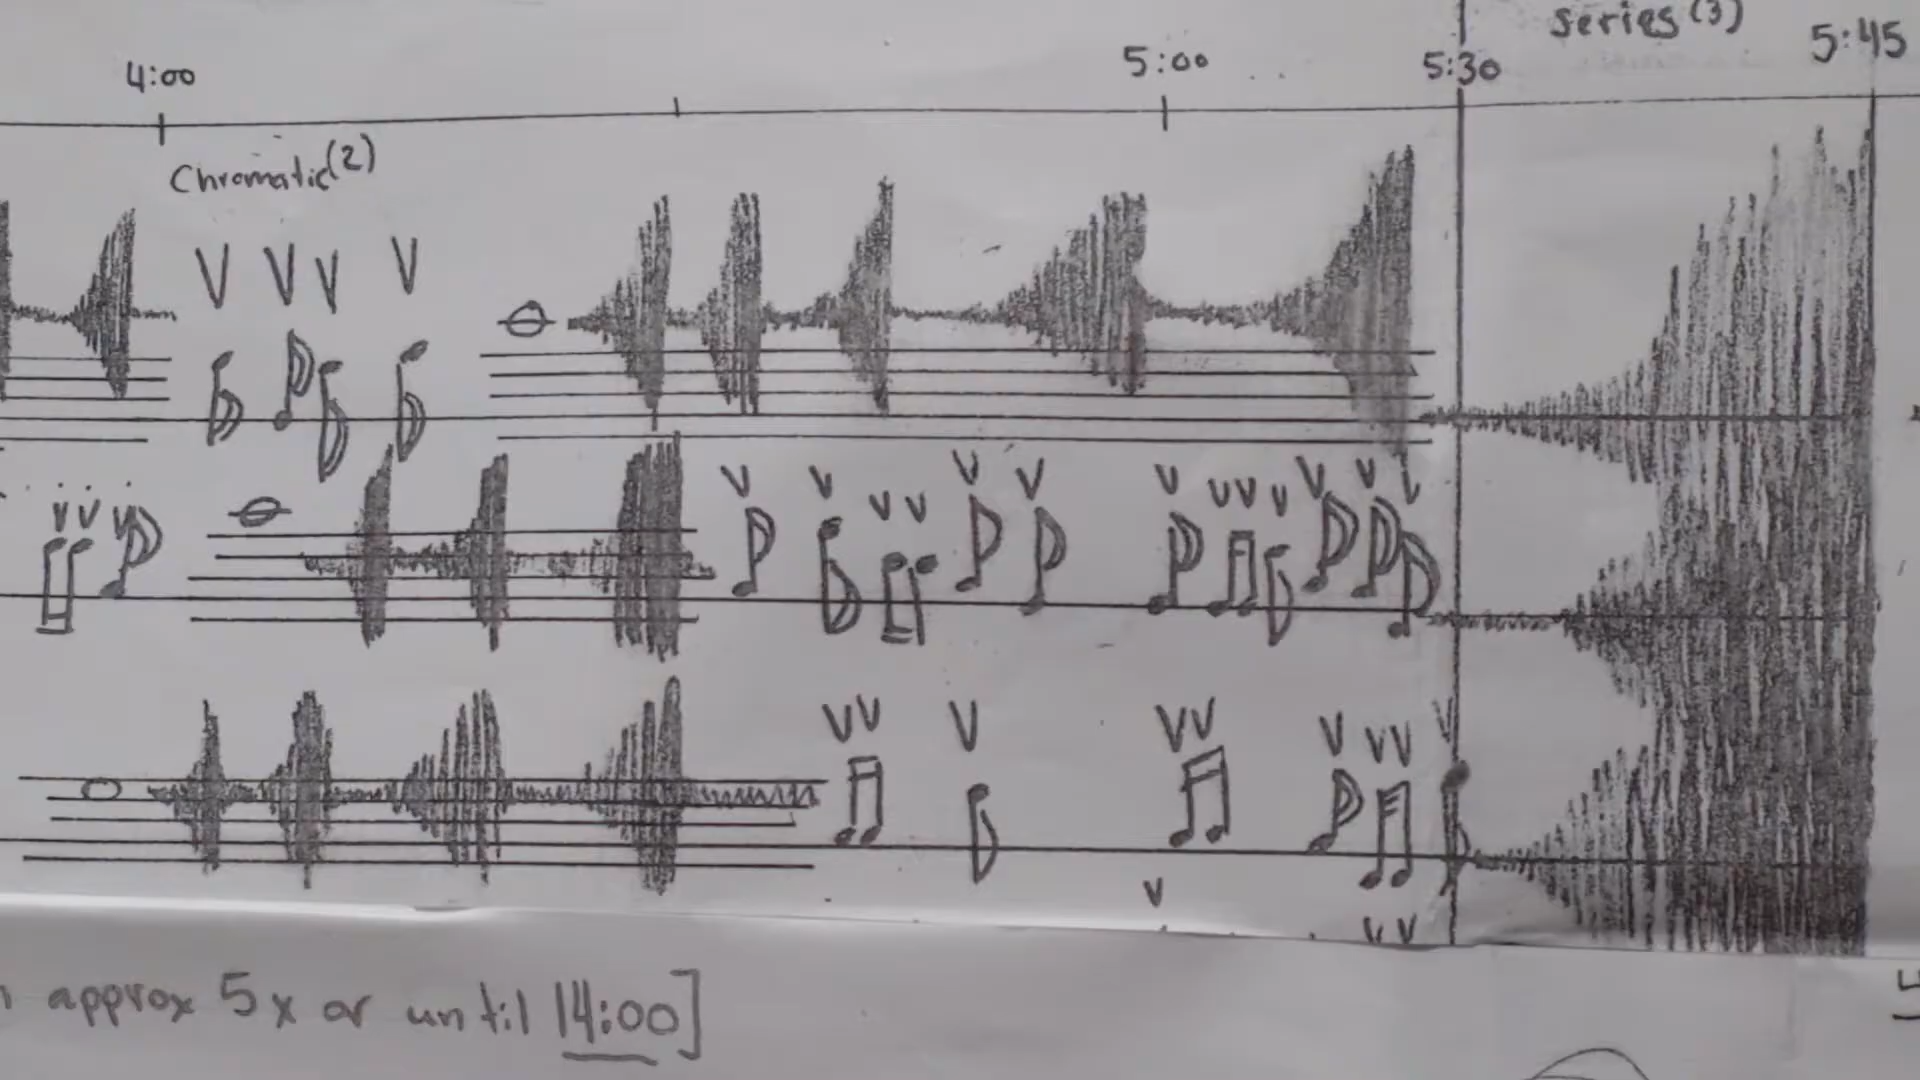 series (3)
4:00 5:00 5:30 5:45
Chromatic (2)
approx 5x or until 14:00]